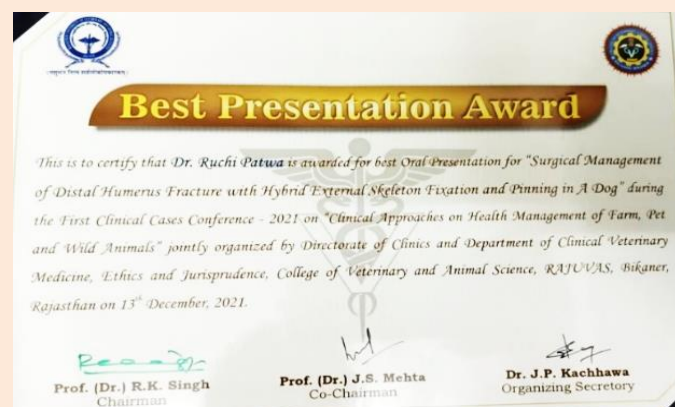 Best Presentation Award
This is to certify that Dr. Ruchi Patwa is awarded for best Oral Presentation for "Surgical Management
of Distal Humerus Fracture with Hybrid External Skeleton Fixation and Pinning in A Dog" during
the First Clinical Cases Conference - 2021 on "Clinical Approaches on Health Management of Farm, Pet
and Wild Animals" jointly organized by Directorate of Clinics and Department of Clinical Veterinary
Medicine, Ethics and Jurisprudence, College of Veterinary and Animal Science, RAJUVAS, Bikaner,
Rajasthan on 13th December, 2021.
Prof. (Dr.) R.K. Singh
Chairman
Prof. (Dr.) J.S. Mehta
Co-Chairman
Dr. J.P. Kachhawa
Organizing Secretary